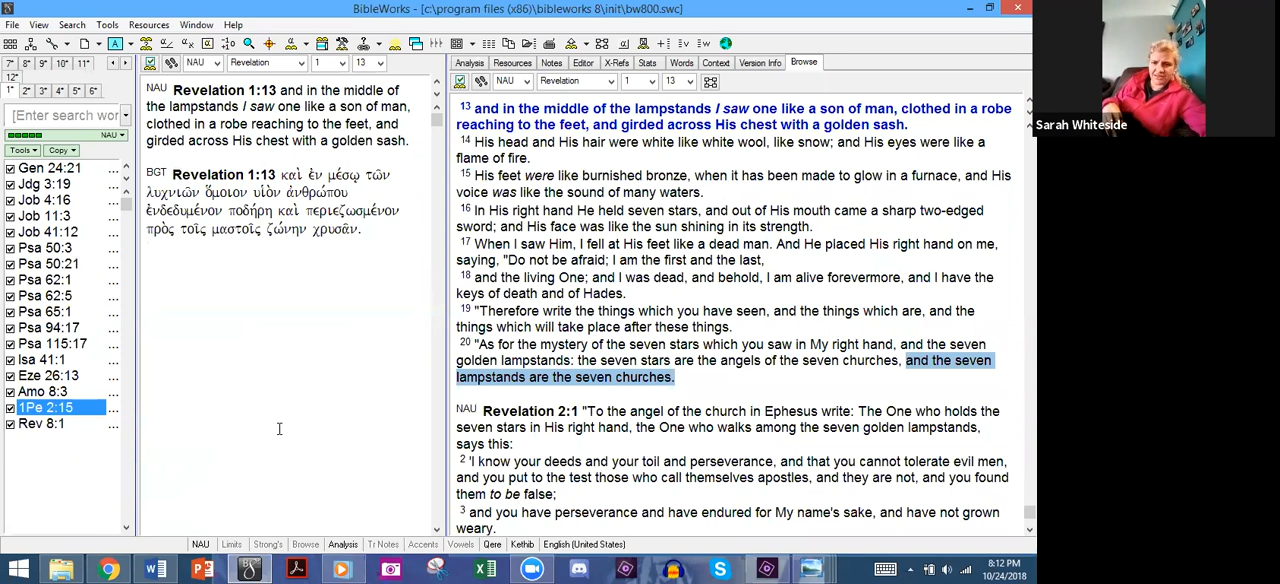 BibleWorks - [c:\program files (x86)\bibleworks 8\init\bw800.swc]
File View Search Tools Resources Window Help
7* 8* 9* 10* 11*
12*
1* 2* 3* 4* 5* 6*
[Enter search wor
NAU
Tools Copy
Gen 24:21 ...
Jdg 3:19 ...
Job 4:16 ...
Job 11:3 ...
Job 41:12 ...
Psa 50:3 ...
Psa 50:21 ...
Psa 62:1 ...
Psa 62:5 ...
Psa 65:1 ...
Psa 94:17 ...
Psa 115:17 ...
Isa 41:1 ...
Eze 26:13 ...
Amo 8:3 ...
1Pe 2:15 ...
Rev 8:1 ...
NAU Revelation 1 13
NAU Revelation 1:13 and in the middle of
the lampstands I saw one like a son of man,
clothed in a robe reaching to the feet, and
girded across His chest with a golden sash.
BGT Revelation 1:13 καὶ ἐν μέσῳ τῶν
λυχνιῶν ὅμοιον υἱὸν ἀνθρώπου
ἐνδεδυμένον ποδήρη καὶ περιεζωσμένον
πρὸς τοῖς μαστοῖς ζώνην χρυσᾶν.
Analysis Resources Notes Editor X-Refs Stats Words Context Version Info Browse
NAU Revelation 1 13
13 and in the middle of the lampstands I saw one like a son of man, clothed in a robe
reaching to the feet, and girded across His chest with a golden sash.
14 His head and His hair were white like white wool, like snow; and His eyes were like a
flame of fire.
15 His feet were like burnished bronze, when it has been made to glow in a furnace, and His
voice was like the sound of many waters.
16 In His right hand He held seven stars, and out of His mouth came a sharp two-edged
sword; and His face was like the sun shining in its strength.
17 When I saw Him, I fell at His feet like a dead man. And He placed His right hand on me,
saying, "Do not be afraid; I am the first and the last,
18 and the living One; and I was dead, and behold, I am alive forevermore, and I have the
keys of death and of Hades.
19 "Therefore write the things which you have seen, and the things which are, and the
things which will take place after these things.
20 "As for the mystery of the seven stars which you saw in My right hand, and the seven
golden lampstands: the seven stars are the angels of the seven churches, and the seven
lampstands are the seven churches.
NAU Revelation 2:1 "To the angel of the church in Ephesus write: The One who holds the
seven stars in His right hand, the One who walks among the seven golden lampstands,
says this:
2 'I know your deeds and your toil and perseverance, and that you cannot tolerate evil men,
and you put to the test those who call themselves apostles, and they are not, and you found
them to be false;
3 and you have perseverance and have endured for My name's sake, and have not grown
weary.
NAU Limits Strong's Browse Analysis Tr Notes Accents Vowels Qere Kethib English (United States)
8:12 PM
10/24/2018
Sarah Whiteside